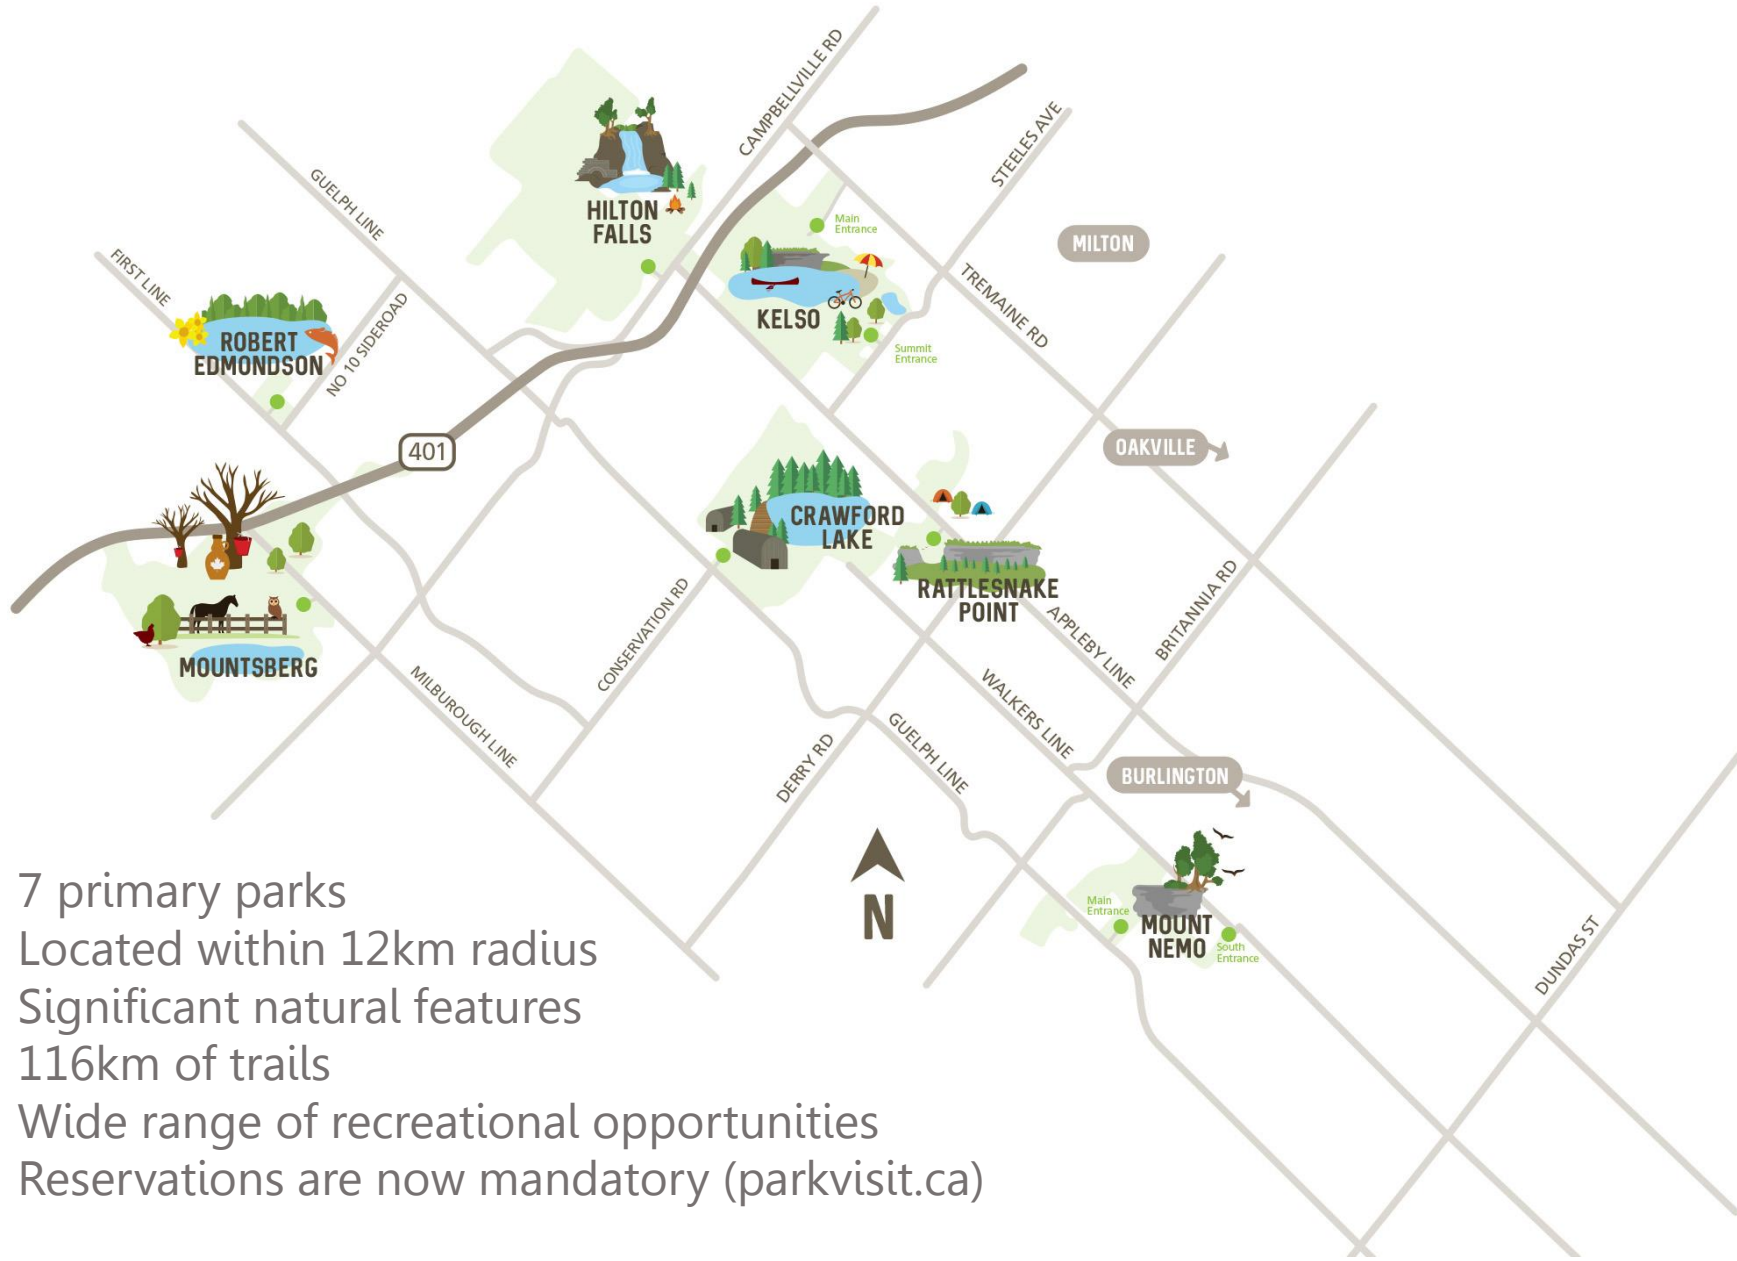 CAMPBELLVILLE RD
STEELES AVE
GUELPH LINE
HILTON
FALLS
Main
Entrance
MILTON
FIRST LINE
KELSO
TREMAINE RD
ROBERT
EDMONDSON
NO 10 SIDEROAD
Summit
Entrance
401
OAKVILLE
CRAWFORD
LAKE
RATTLESNAKE
POINT
CONSERVATION RD
APPLEBY LINE
BRITANNIA RD
MOUNTSBERG
MILBUROUGH LINE
WALKERS LINE
GUELPH LINE
DERRY RD
BURLINGTON
N
Main
Entrance
MOUNT
NEMO
South
Entrance
DUNDAS ST
7 primary parks
Located within 12km radius
Significant natural features
116km of trails
Wide range of recreational opportunities
Reservations are now mandatory (parkvisit.ca)